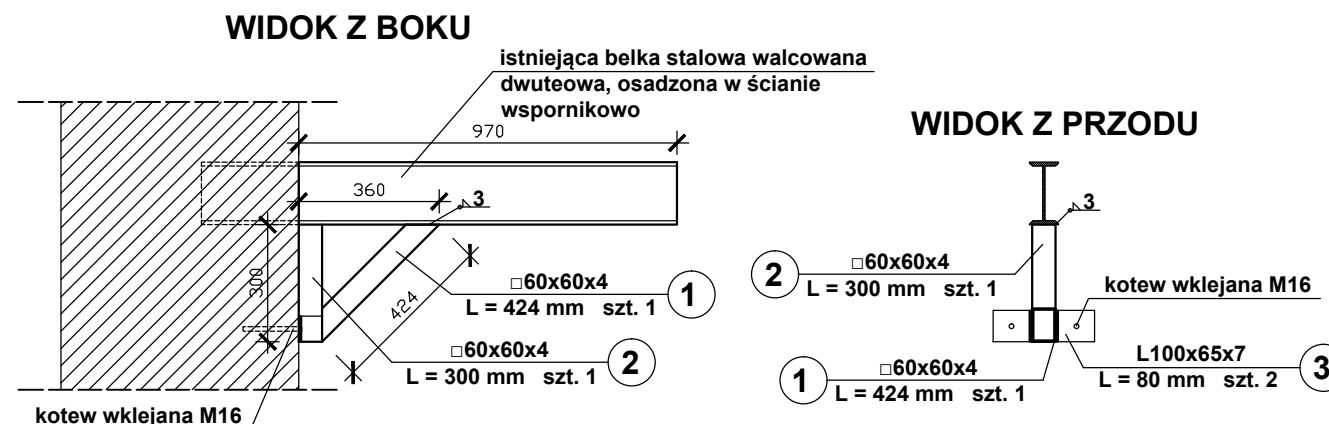 WIDOK Z BOKU
istniejąca belka stalowa walcowana
dwuteowa, osadzona w ścianie
wspornikowo
970
360
3
300
424
□60x60x4
L = 424 mm szt. 1
1
□60x60x4
L = 300 mm szt. 1
2
kotew wklejana M16
WIDOK Z PRZODU
3
2
□60x60x4
L = 300 mm szt. 1
kotew wklejana M16
1
□60x60x4
L = 424 mm szt. 1
L100x65x7
L = 80 mm szt. 2
3